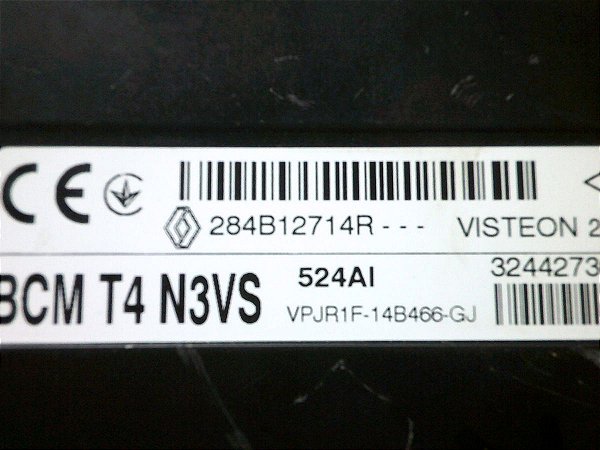 CE
284B12714R--- VISTEON 2
BCM T4 N3VS 524AI 3244273
VPJR1F-14B466-GJ